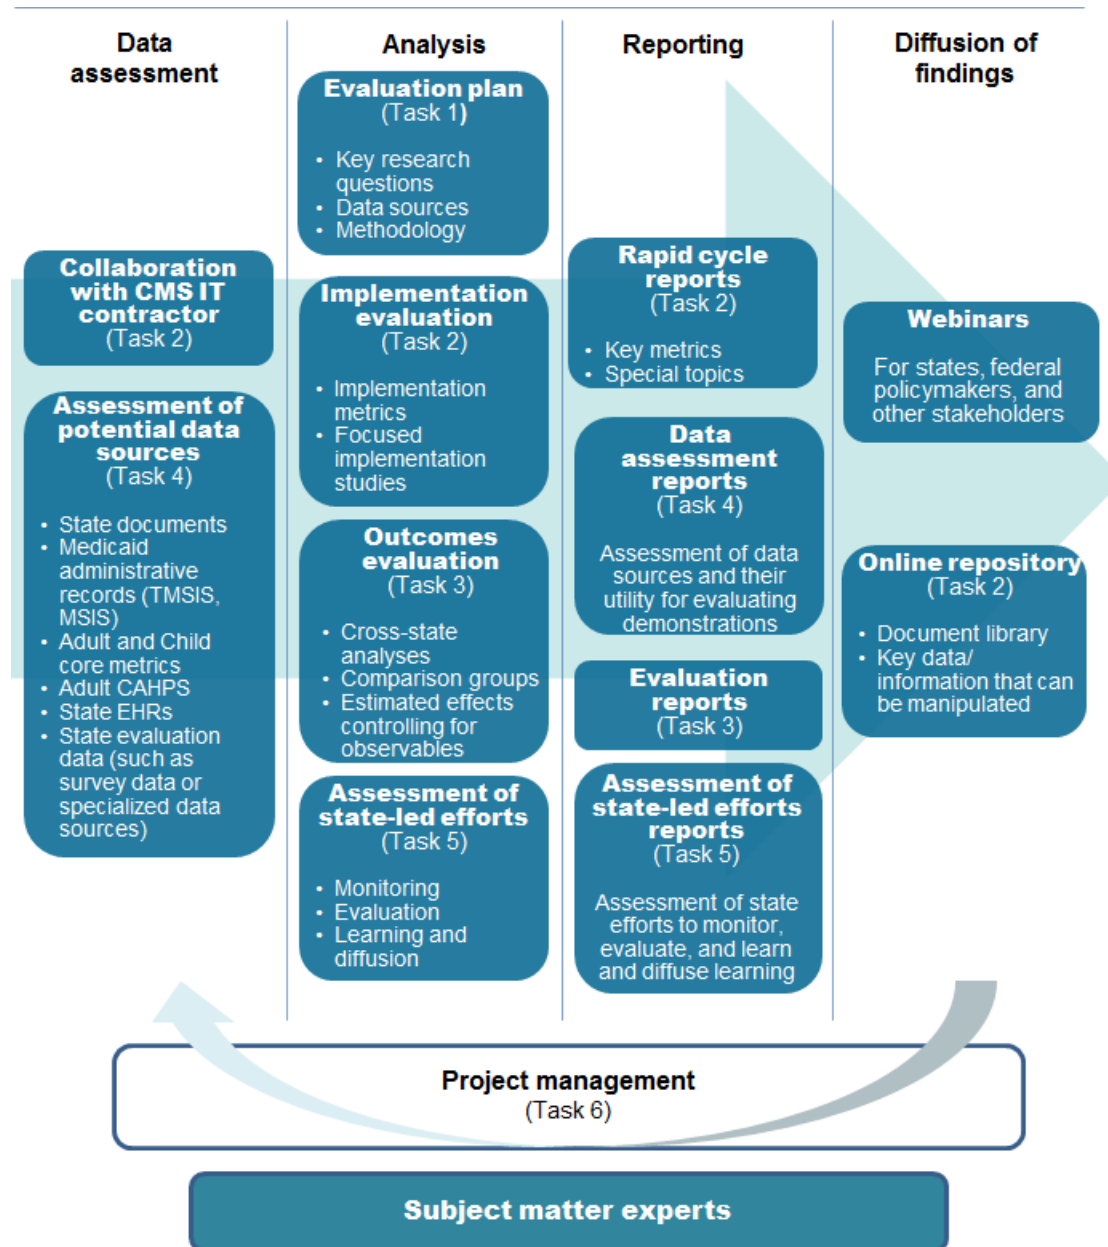 Data
assessment
Collaboration
with CMS IT
contractor
(Task 2)
Assessment of
potential data
sources
(Task 4)
• State documents
• Medicaid
administrative
records (TMSIS,
MSIS)
• Adult and Child
core metrics
• Adult CAHPS
• State EHRs
• State evaluation
data (such as
survey data or
specialized data
sources)
Analysis
Evaluation plan
(Task 1)
• Key research
questions
• Data sources
• Methodology
Implementation
evaluation
(Task 2)
• Implementation
metrics
• Focused
implementation
studies
Outcomes
evaluation
(Task 3)
• Cross-state
analyses
• Comparison groups
• Estimated effects
controlling for
observables
Assessment of
state-led efforts
(Task 5)
• Monitoring
• Evaluation
• Learning and
diffusion
Reporting
Rapid cycle
reports
(Task 2)
• Key metrics
• Special topics
Data
assessment
reports
(Task 4)
Assessment of data
sources and their
utility for evaluating
demonstrations
Evaluation
reports
(Task 3)
Assessment of
state-led efforts
reports
(Task 5)
Assessment of state
efforts to monitor,
evaluate, and learn
and diffuse learning
Diffusion of
findings
Webinars
For states, federal
policymakers, and
other stakeholders
Online repository
(Task 2)
• Document library
• Key data/
information that can
be manipulated
Project management
(Task 6)
Subject matter experts